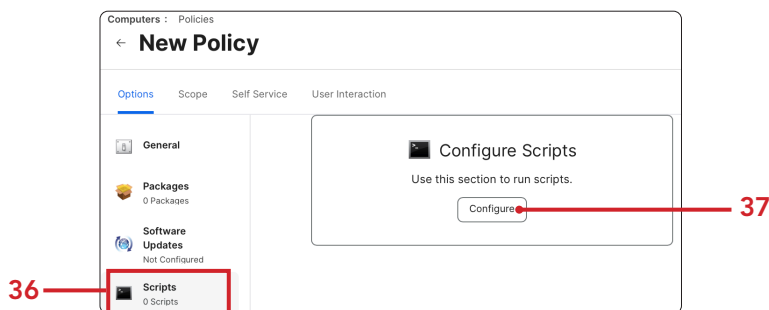 Computers : Policies
← New Policy
Options Scope Self Service User Interaction
General
Packages
0 Packages
Software
Updates
Not Configured
Scripts
0 Scripts
Configure Scripts
Use this section to run scripts.
Configure
36
37